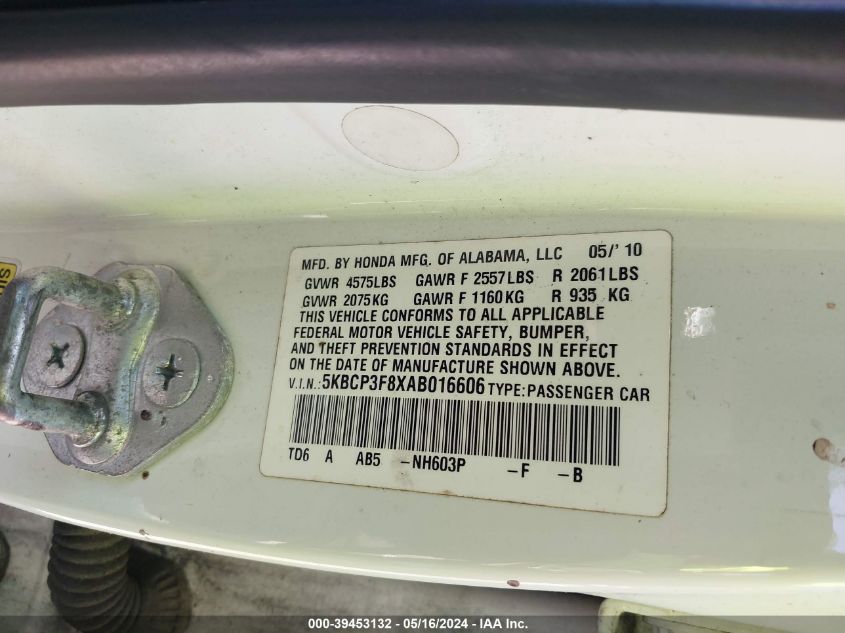 MFD. BY HONDA MFG. OF ALABAMA, LLC 05/'10
GVWR 4575LBS GAWR F 2557LBS R 2061LBS
GVWR 2075KG GAWR F 1160KG R 935 KG
THIS VEHICLE CONFORMS TO ALL APPLICABLE
FEDERAL MOTOR VEHICLE SAFETY, BUMPER,
AND THEFT PREVENTION STANDARDS IN EFFECT
ON THE DATE OF MANUFACTURE SHOWN ABOVE.
V.I.N.: 5KBCP3F8XAB016606 TYPE: PASSENGER CAR
TD6 A AB5 -NH603P -F -B
000-39453132 - 05/16/2024 - IAA Inc.